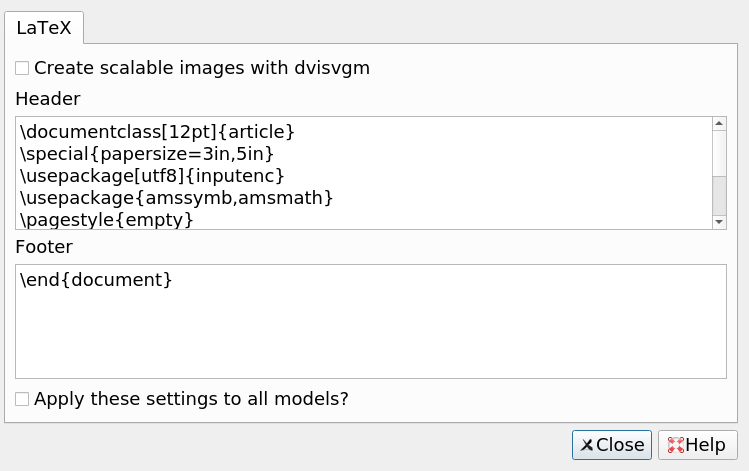 LaTeX
Create scalable images with dvisvgm
Header
\documentclass[12pt]{article}
\special{papersize=3in,5in}
\usepackage[utf8]{inputenc}
\usepackage{amssymb,amsmath}
\pagestyle{empty}
Footer
\end{document}
Apply these settings to all models?
Close Help